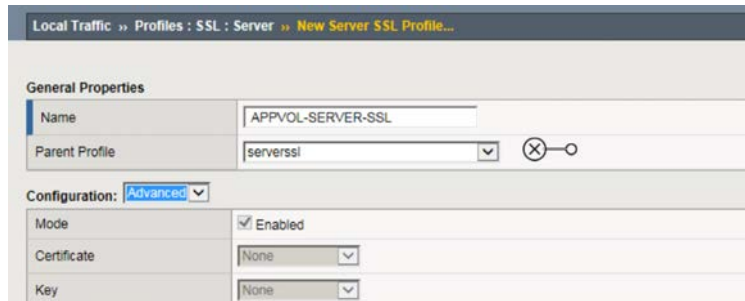 Local Traffic » Profiles : SSL : Server » New Server SSL Profile...
General Properties
Name APPVOL-SERVER-SSL
Parent Profile serverssl
Configuration: Advanced
Mode Enabled
Certificate None
Key None